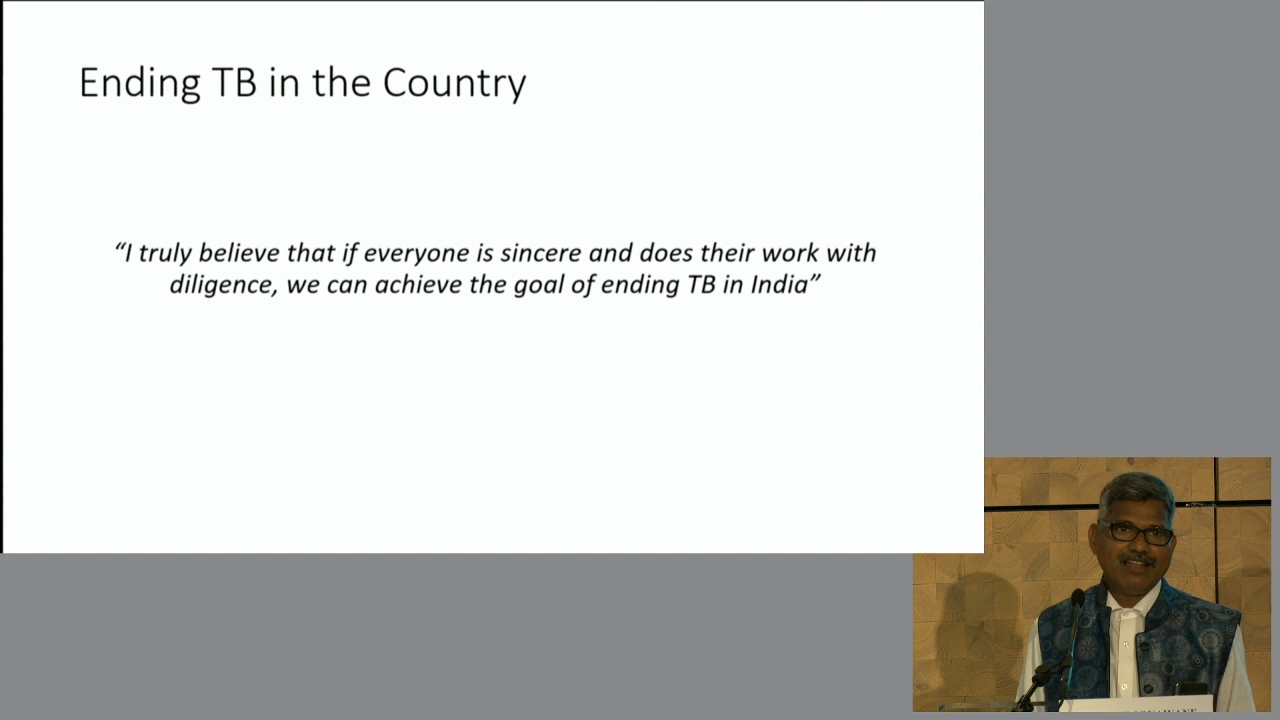 Ending TB in the Country
“I truly believe that if everyone is sincere and does their work with
diligence, we can achieve the goal of ending TB in India”